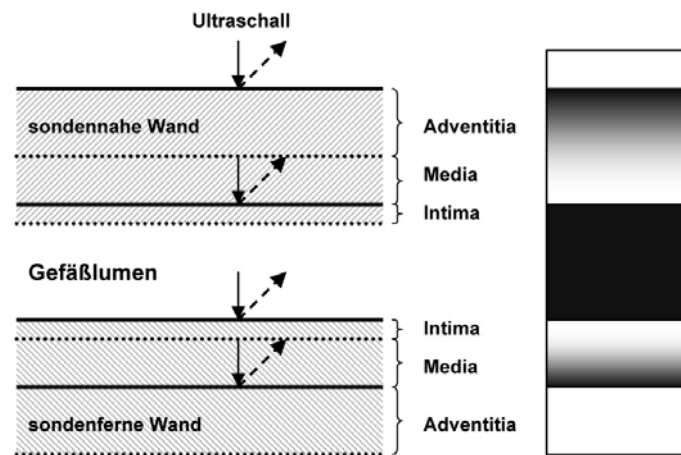 Ultraschall
sondennahe Wand
Adventitia
Media
Intima
Gefäßlumen
Intima
Media
sondenferne Wand
Adventitia